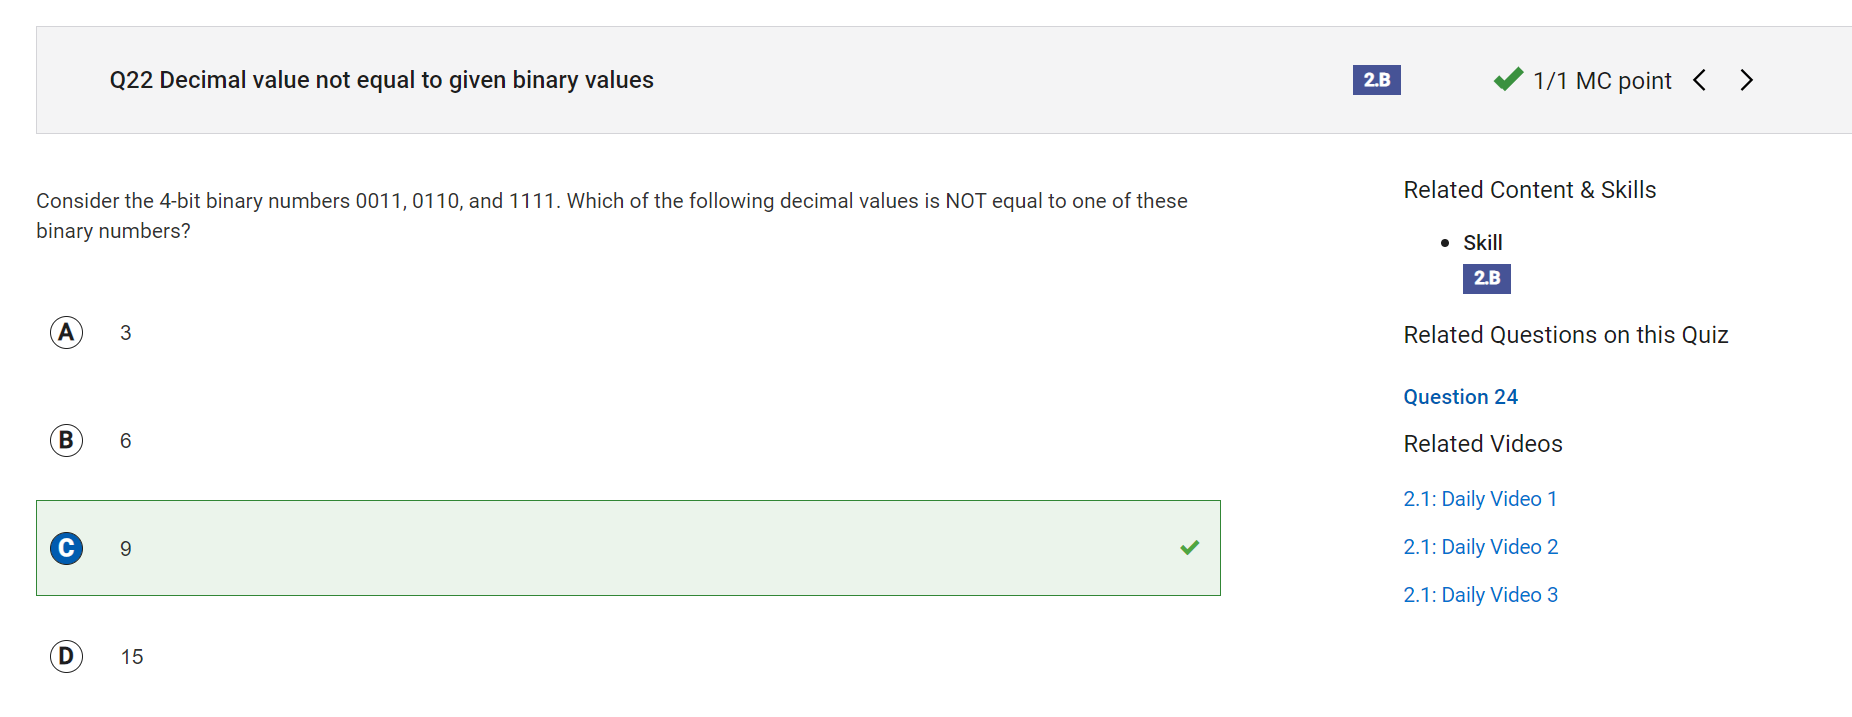 Q22 Decimal value not equal to given binary values
2.B
1/1 MC point
Consider the 4-bit binary numbers 0011, 0110, and 1111. Which of the following decimal values is NOT equal to one of these
binary numbers?
A 3
B 6
C 9
D 15
Related Content & Skills
Skill
2.B
Related Questions on this Quiz
Question 24
Related Videos
2.1: Daily Video 1
2.1: Daily Video 2
2.1: Daily Video 3